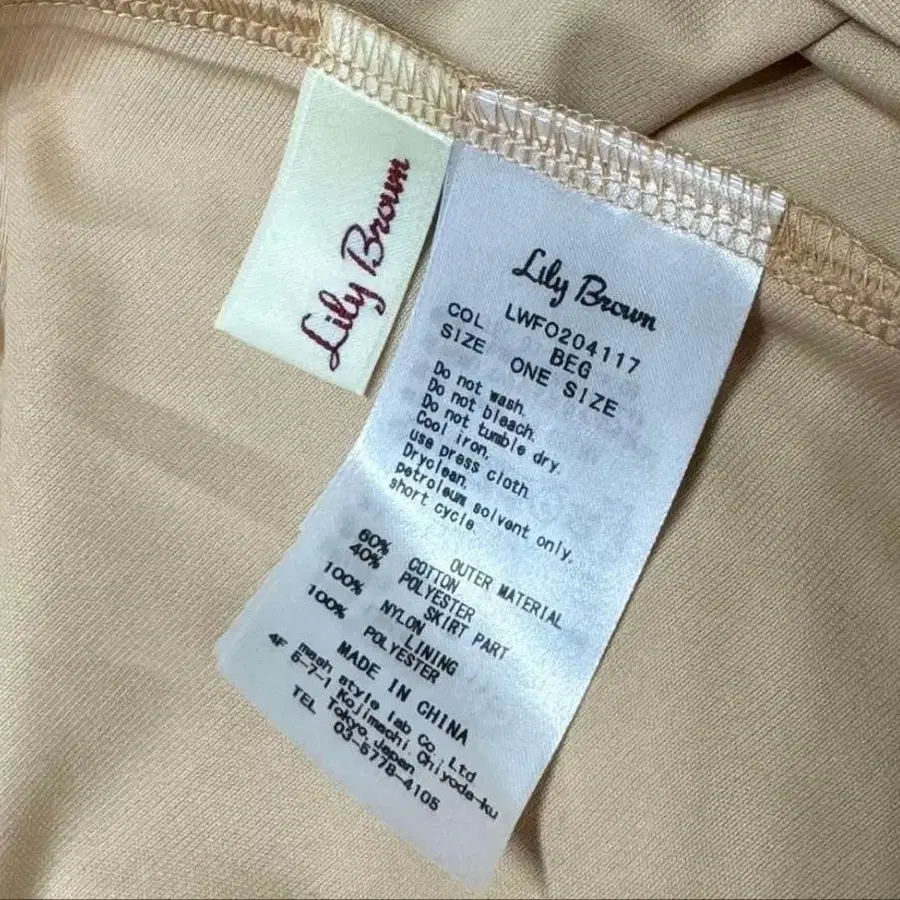 Lily Brown
Lily Brown
LWFO204117
COL BEG
SIZE ONE SIZE
Do not wash.
Do not bleach.
Do not tumble dry.
Cool iron.
use press cloth
Dryclean.
petroleum solvent only.
short cycle.
OUTER MATERIAL
60% COTTON
40% POLYESTER
SKIRT PART
100% NYLON
LINING
100% POLYESTER
MADE IN CHINA
mash style lab Co., Ltd
4F 5-7-1 Kojimachi. Chiyoda-ku
Tokyo, Japan
TEL 03-5778-4105